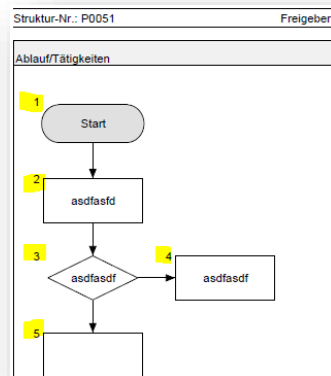 Struktur-Nr.: P0051 Freigeber
Ablauf/Tätigkeiten
1
Start
2
asdfasfd
3
asdfasdf
4
asdfasdf
5